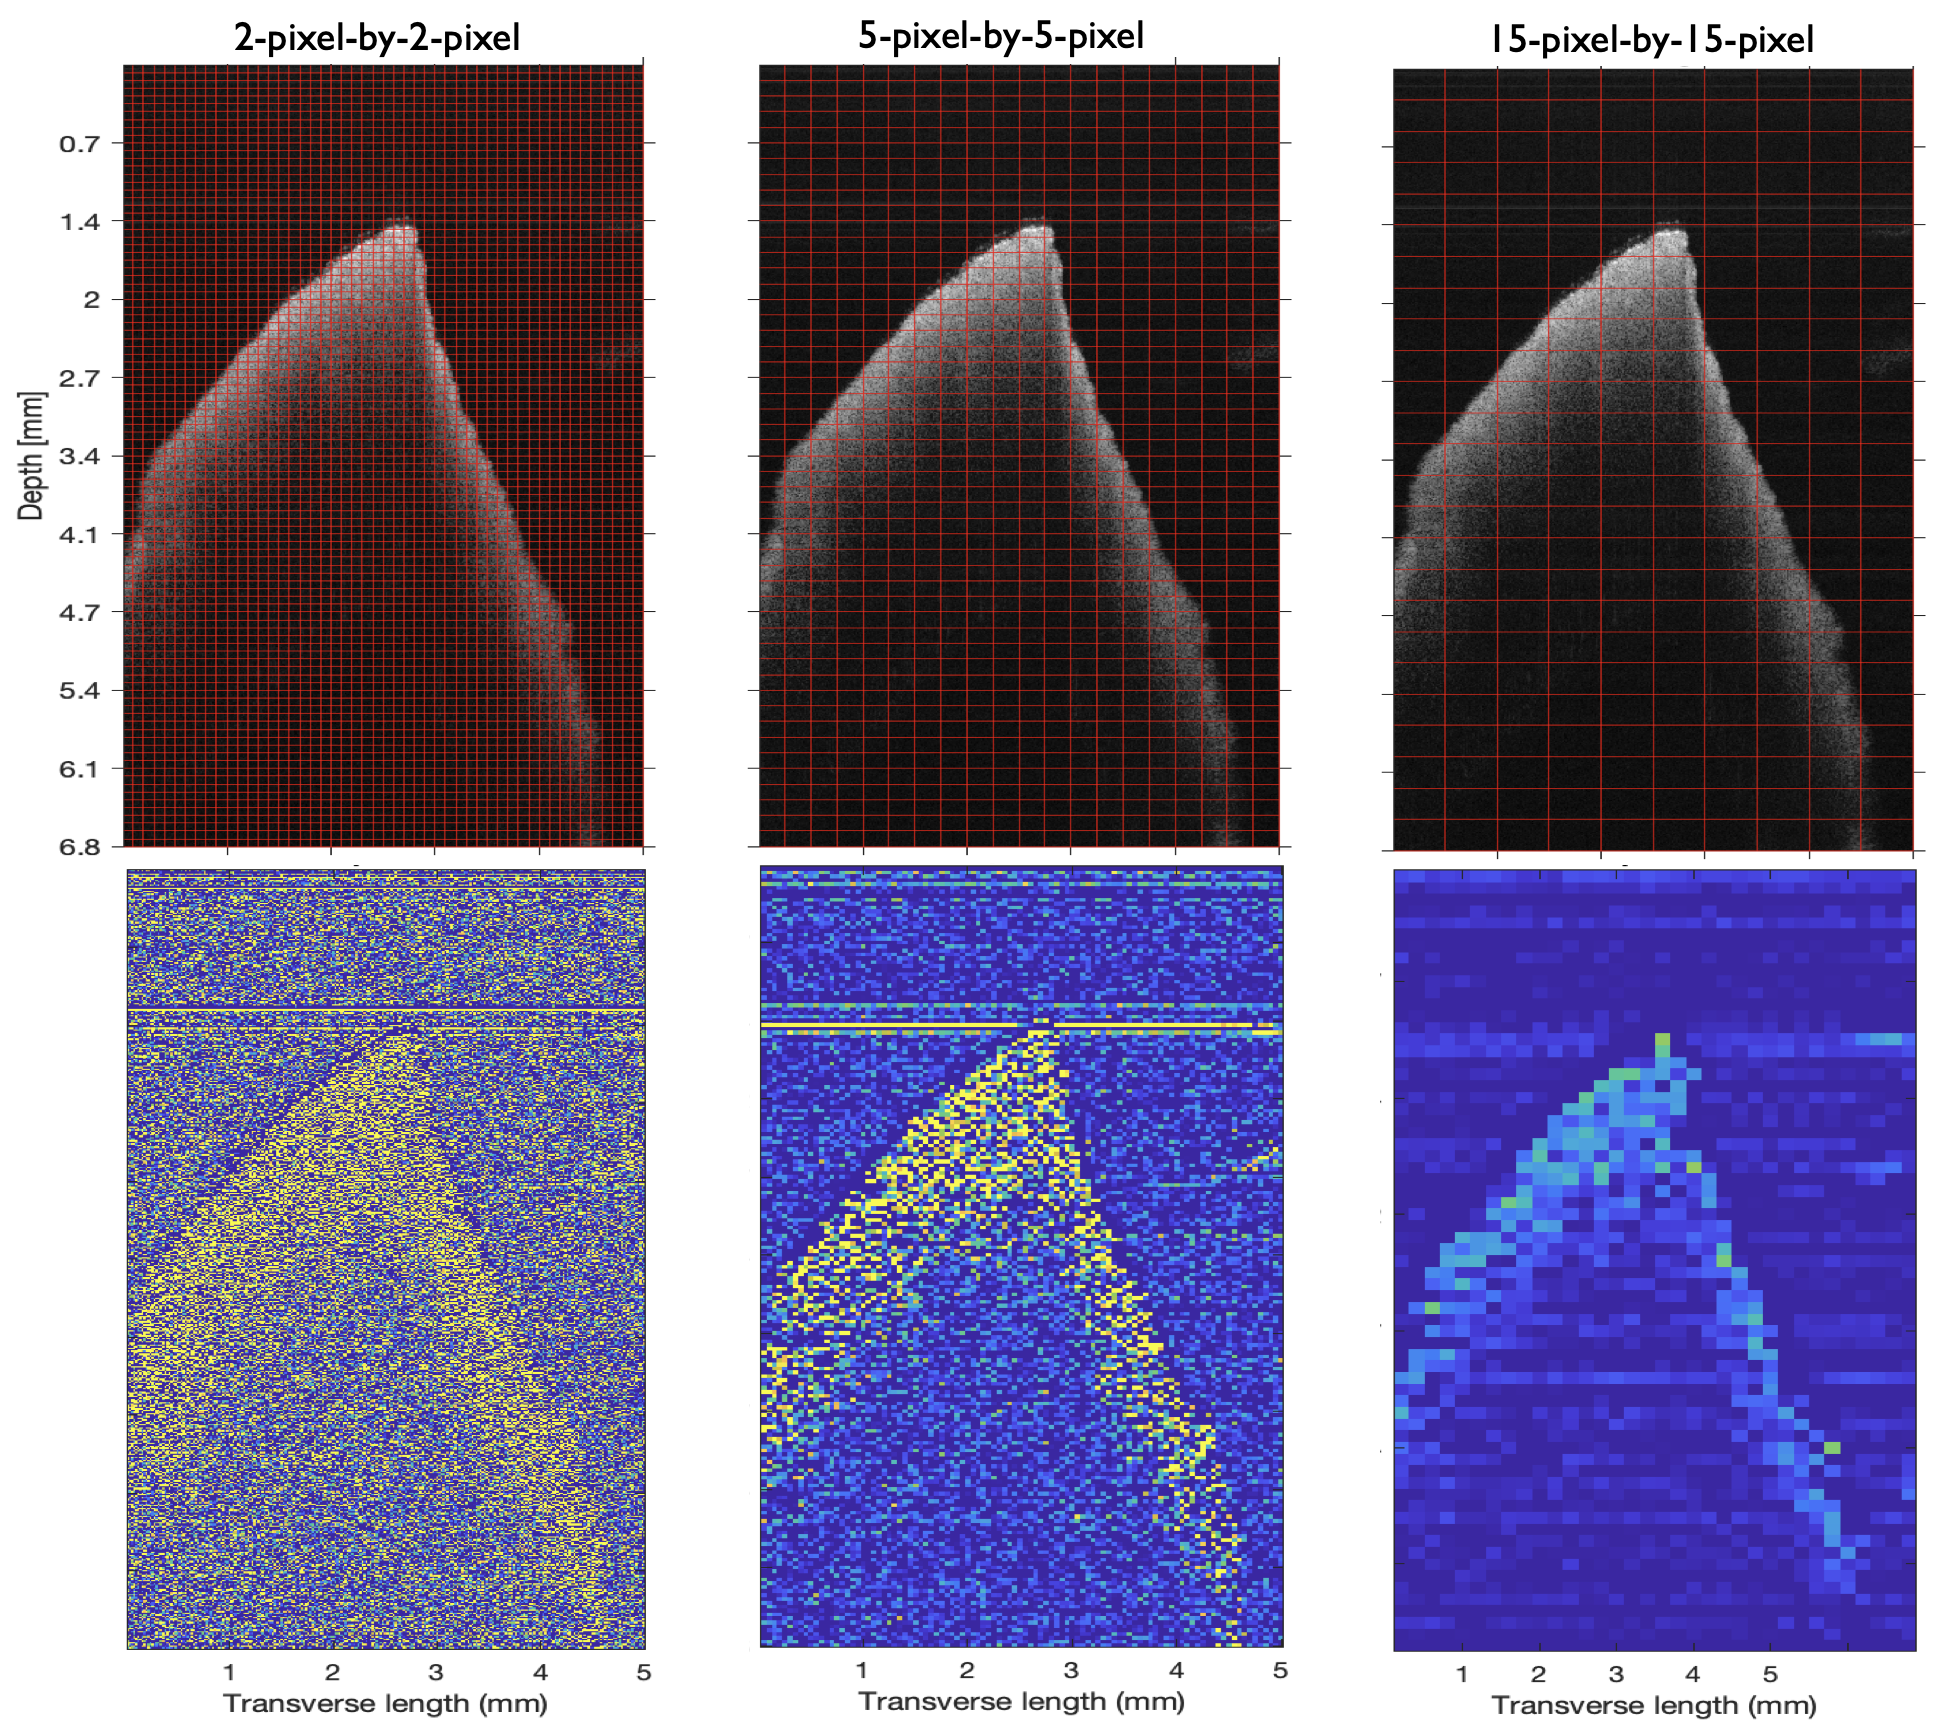 2-pixel-by-2-pixel
5-pixel-by-5-pixel
15-pixel-by-15-pixel
Depth [mm]
0.7
1.4
2
2.7
3.4
4.1
4.7
5.4
6.1
6.8
1 2 3 4 5
Transverse length (mm)
1 2 3 4 5
Transverse length (mm)
1 2 3 4 5
Transverse length (mm)